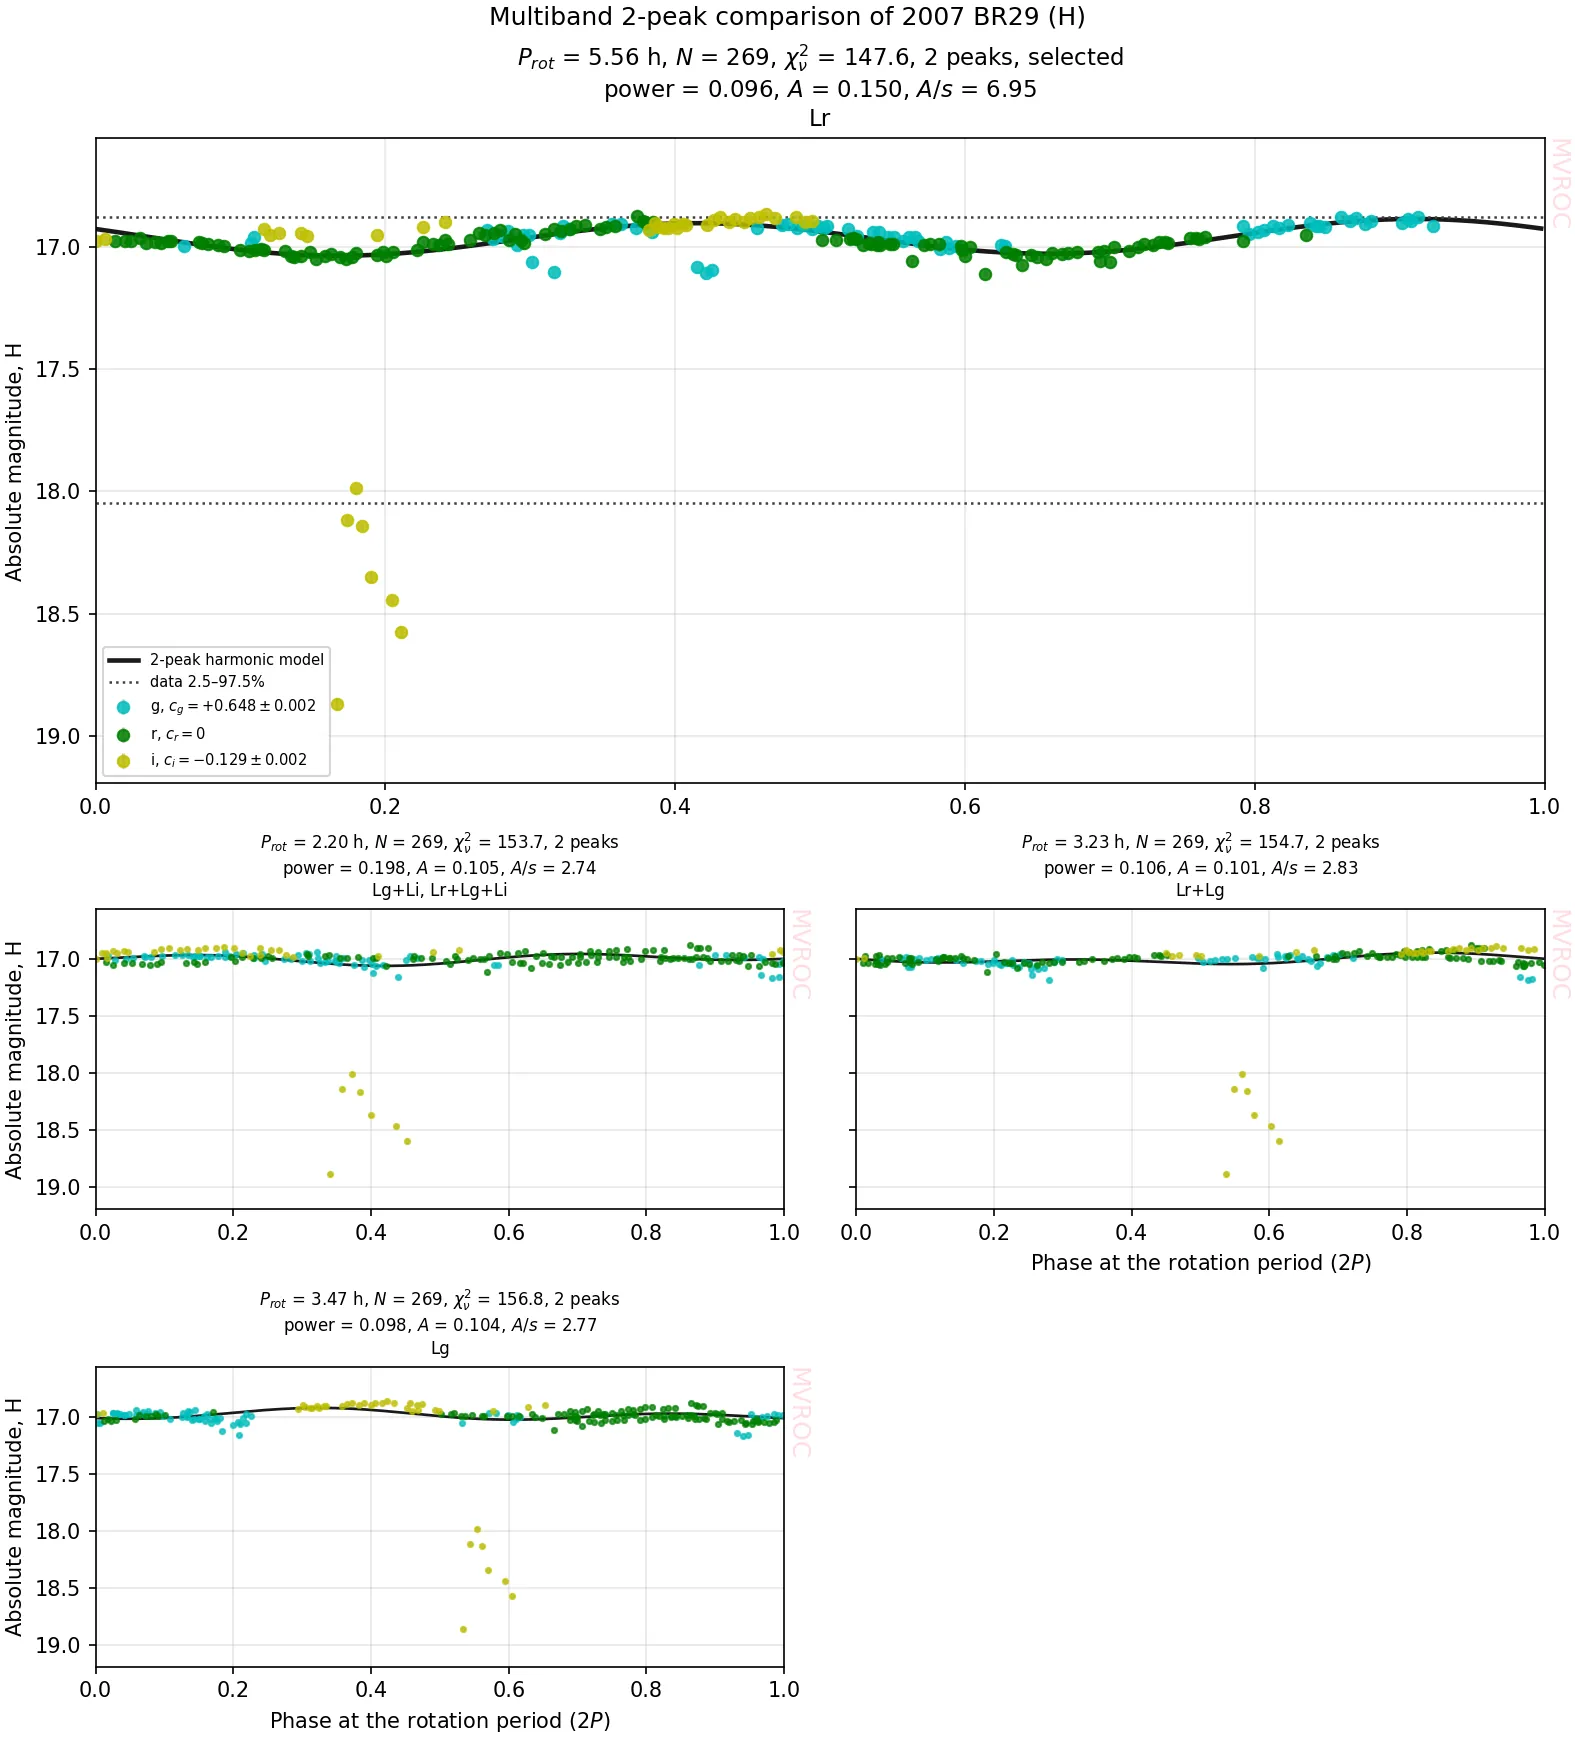 Multiband 2-peak comparison of 2007 BR29 (H)
P_rot = 5.56 h, N = 269, χ²_ν = 147.6, 2 peaks, selected
power = 0.096, A = 0.150, A/s = 6.95
Lr
MVROC
Absolute magnitude, H
17.0
17.5
18.0
18.5
19.0
2-peak harmonic model
data 2.5–97.5%
g, c_g = +0.648 ± 0.002
r, c_r = 0
i, c_i = −0.129 ± 0.002
0.0 0.2 0.4 0.6 0.8 1.0
P_rot = 2.20 h, N = 269, χ²_ν = 153.7, 2 peaks
power = 0.198, A = 0.105, A/s = 2.74
Lg+Li, Lr+Lg+Li
MVROC
Absolute magnitude, H
17.0
17.5
18.0
18.5
19.0
0.0 0.2 0.4 0.6 0.8 1.0
P_rot = 3.23 h, N = 269, χ²_ν = 154.7, 2 peaks
power = 0.106, A = 0.101, A/s = 2.83
Lr+Lg
MVROC
0.0 0.2 0.4 0.6 0.8 1.0
Phase at the rotation period (2P)
P_rot = 3.47 h, N = 269, χ²_ν = 156.8, 2 peaks
power = 0.098, A = 0.104, A/s = 2.77
Lg
MVROC
Absolute magnitude, H
17.0
17.5
18.0
18.5
19.0
0.0 0.2 0.4 0.6 0.8 1.0
Phase at the rotation period (2P)